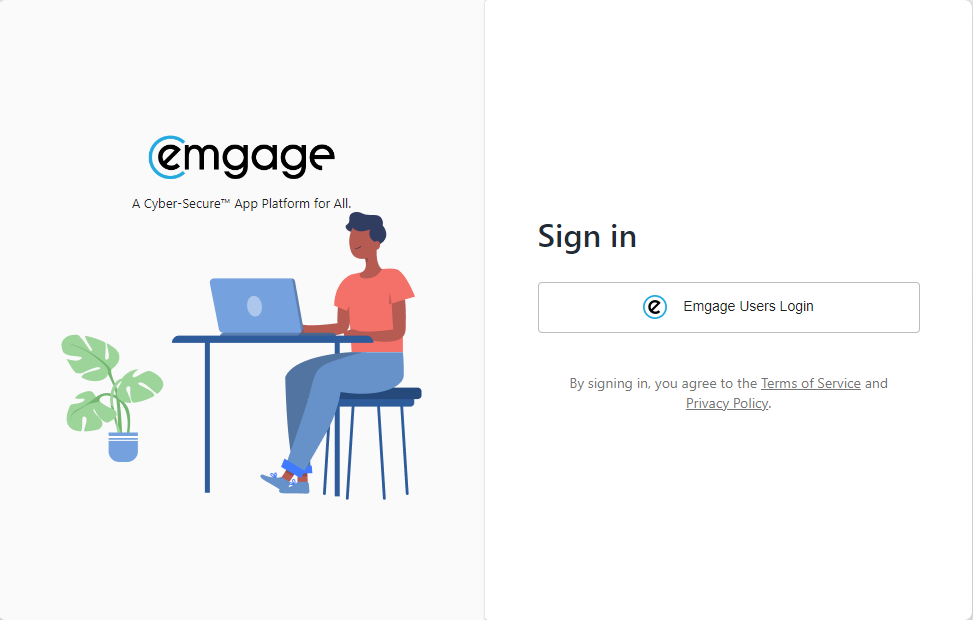 emgage
A Cyber-Secure™ App Platform for All.
Sign in
e Emgage Users Login
By signing in, you agree to the Terms of Service and
Privacy Policy.